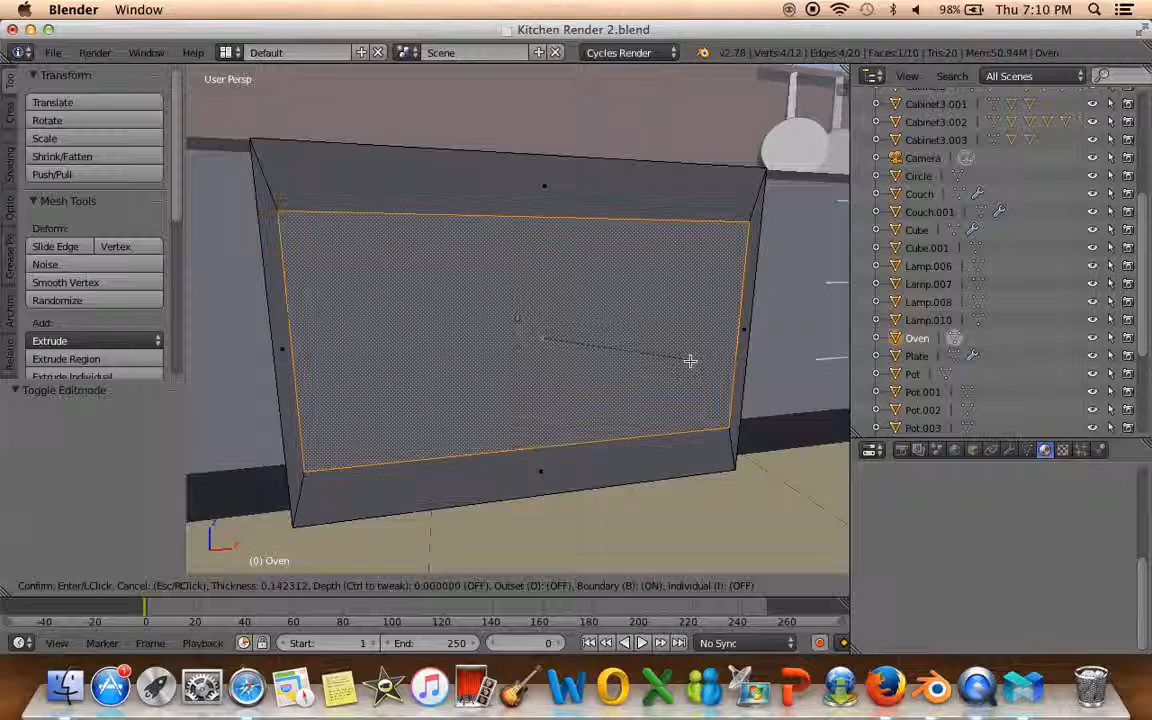 Blender Window 98% Thu 7:10 PM
Kitchen Render 2.blend
File Render Window Help Default Scene Cycles Render v2.78 | Verts:4/12 | Edges:4/20 | Faces:1/10 | Tris:20 | Mem:50.94M | Oven
Transform
Translate
Rotate
Scale
Shrink/Fatten
Push/Pull
Mesh Tools
Deform:
Slide Edge Vertex
Noise
Smooth Vertex
Randomize
Add:
Extrude
Extrude Region
Extrude Individual
Toggle Editmode
User Persp
(0) Oven
View Search All Scenes
Cabinet3.001
Cabinet3.002
Cabinet3.003
Camera
Circle
Couch
Couch.001
Cube
Cube.001
Lamp.006
Lamp.007
Lamp.008
Lamp.010
Oven
Plate
Pot
Pot.001
Pot.002
Pot.003
Confirm: Enter/LClick, Cancel: (Esc/RClick), Thickness: 0.142312, Depth (Ctrl to tweak): 0.000000 (OFF), Outset (O): (OFF), Boundary (B): (ON), Individual (I): (OFF)
-40 -20 0 20 40 60 80 100 120 140 160 180 200 220 240 260
View Marker Frame Playback Start: 1 End: 250 0 No Sync